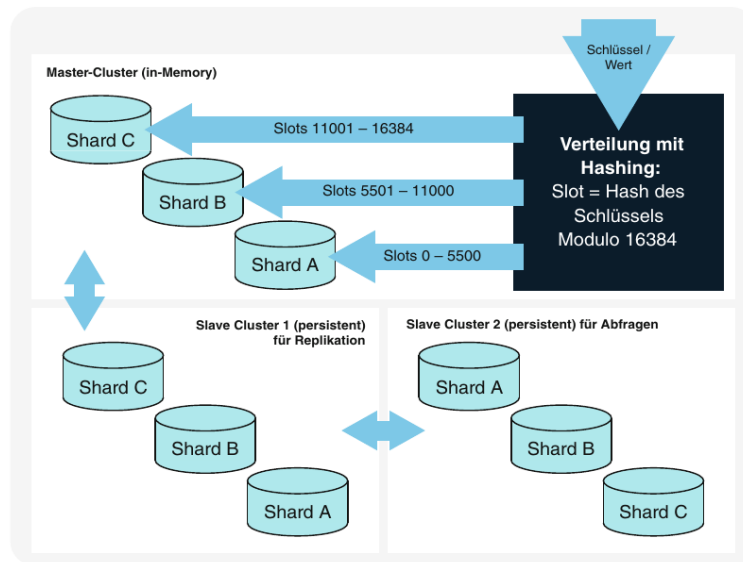 Schlüssel /
Wert
Master-Cluster (in-Memory)
Shard C
Slots 11001 – 16384
Shard B
Slots 5501 – 11000
Shard A
Slots 0 – 5500
Verteilung mit
Hashing:
Slot = Hash des
Schlüssels
Modulo 16384
Slave Cluster 1 (persistent)
für Replikation
Shard C
Shard B
Shard A
Slave Cluster 2 (persistent) für Abfragen
Shard A
Shard B
Shard C